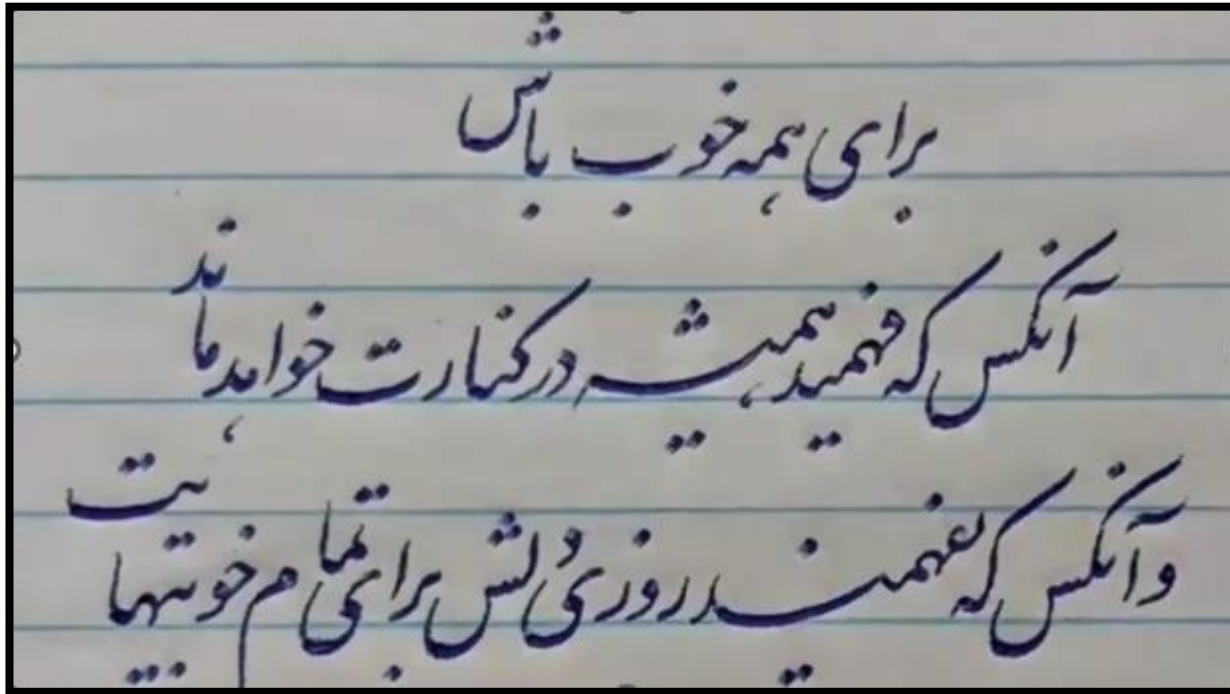 برای همه خوب باش
آنکس که فهمید همیشه در کنارت خواهد ماند
و آنکس که نفهمید روزی دلش برای تمام خوبیهایت